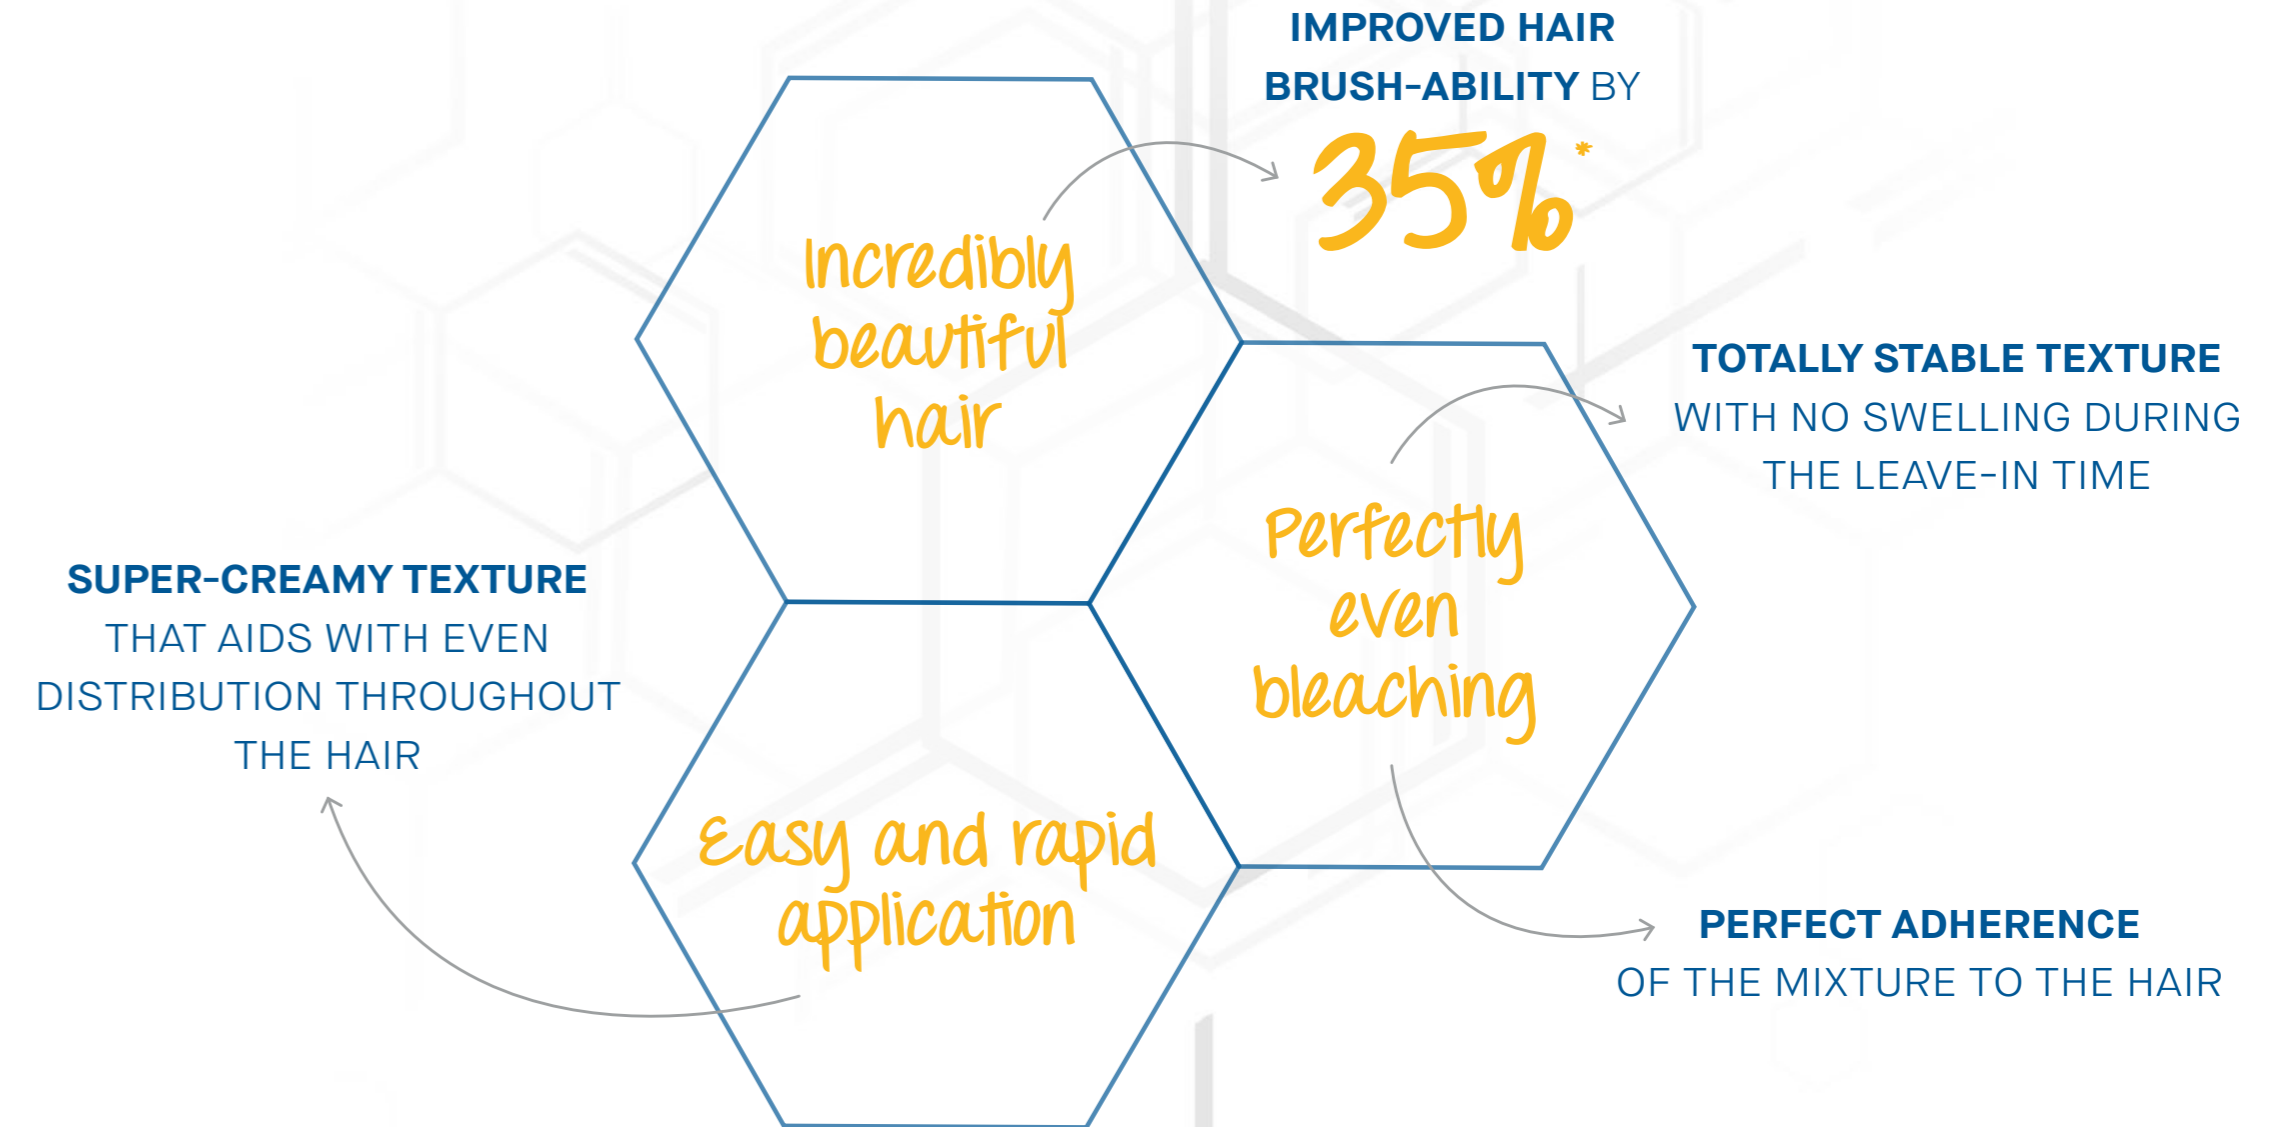 IMPROVED HAIR
BRUSH-ABILITY BY
35%*
Incredibly
beautiful
hair
TOTALLY STABLE TEXTURE
WITH NO SWELLING DURING
THE LEAVE-IN TIME
Perfectly
even
bleaching
SUPER-CREAMY TEXTURE
THAT AIDS WITH EVEN
DISTRIBUTION THROUGHOUT
THE HAIR
Easy and rapid
application
PERFECT ADHERENCE
OF THE MIXTURE TO THE HAIR